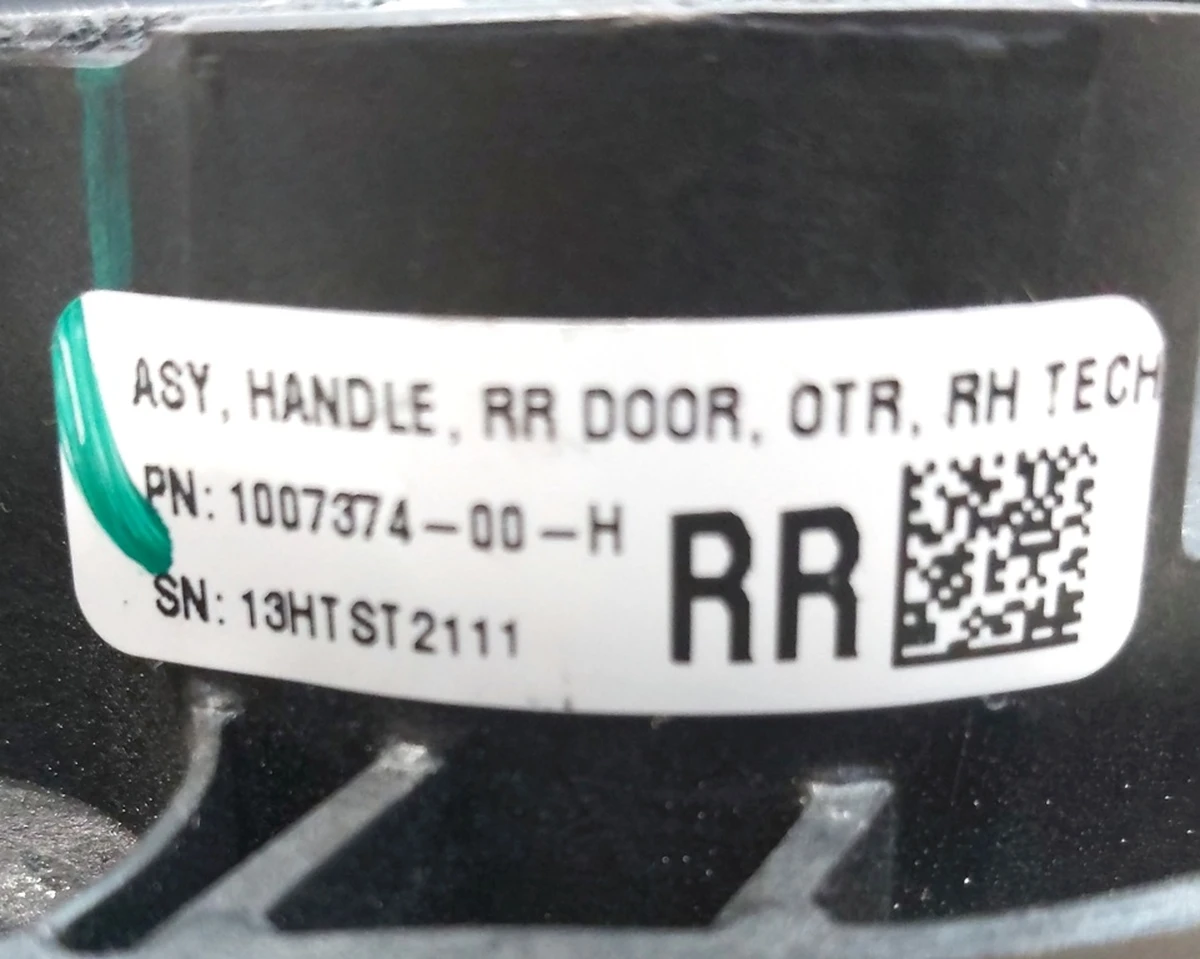 ASY, HANDLE, RR DOOR, OTR, RH TECH
PN: 1007374-00-H
SN: 13HTST2111
RR